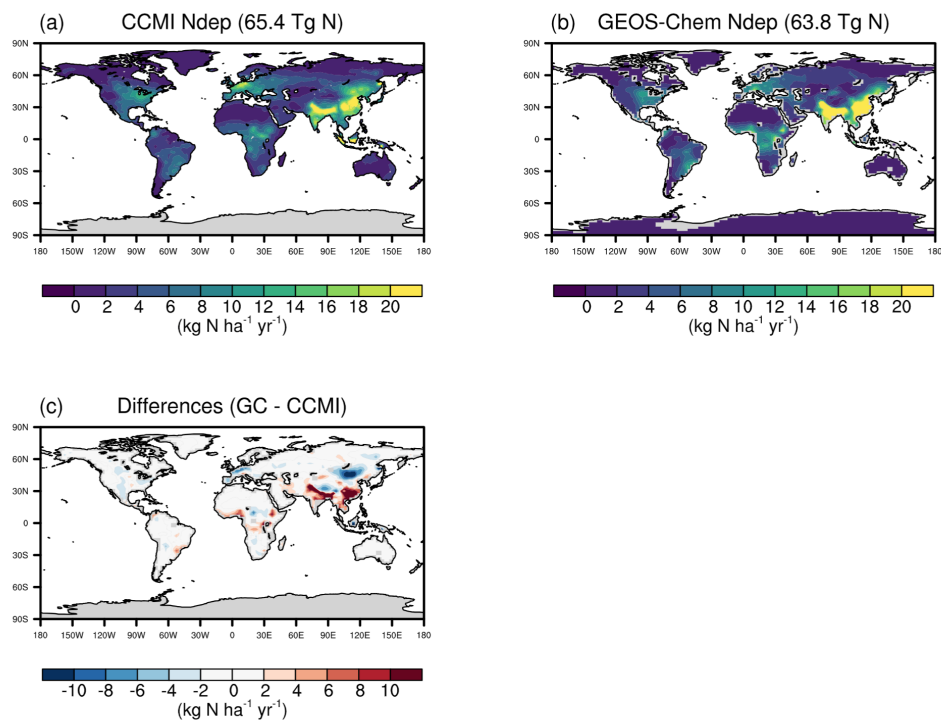 (a) CCMI Ndep (65.4 Tg N)
90N
60N
30N
0
30S
60S
90S
180 150W 120W 90W 60W 30W 0 30E 60E 90E 120E 150E 180
0 2 4 6 8 10 12 14 16 18 20
(kg N ha⁻¹ yr⁻¹)
(b) GEOS-Chem Ndep (63.8 Tg N)
90N
60N
30N
0
30S
60S
90S
180 150W 120W 90W 60W 30W 0 30E 60E 90E 120E 150E 180
0 2 4 6 8 10 12 14 16 18 20
(kg N ha⁻¹ yr⁻¹)
(c) Differences (GC - CCMI)
90N
60N
30N
0
30S
60S
90S
180 150W 120W 90W 60W 30W 0 30E 60E 90E 120E 150E 180
-10 -8 -6 -4 -2 0 2 4 6 8 10
(kg N ha⁻¹ yr⁻¹)